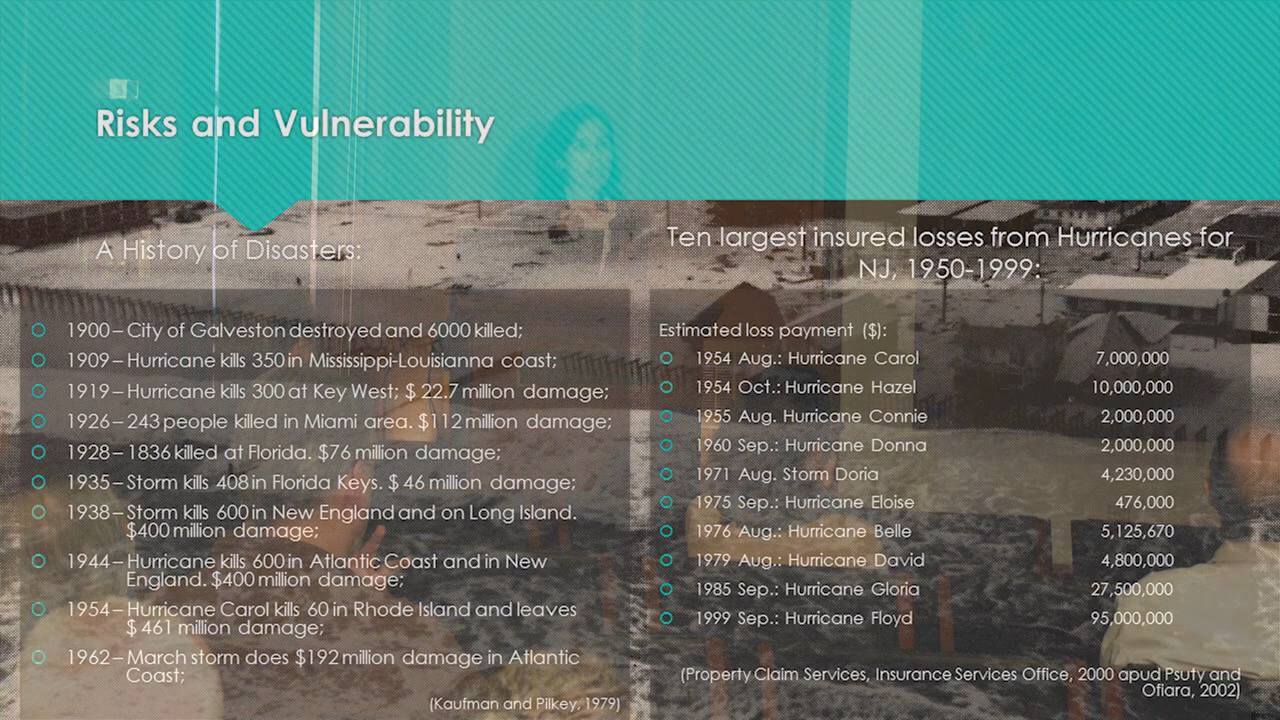 Risks and Vulnerability
A History of Disasters:
1900 – City of Galveston destroyed and 6000 killed;
1909 – Hurricane kills 350 in Mississippi-Louisianna coast;
1919 – Hurricane kills 300 at Key West; $ 22.7 million damage;
1926 – 243 people killed in Miami area. $112 million damage;
1928 – 1836 killed at Florida. $76 million damage;
1935 – Storm kills 408 in Florida Keys. $ 46 million damage;
1938 – Storm kills 600 in New England and on Long Island.
$400 million damage;
1944 – Hurricane kills 600 in Atlantic Coast and in New
England. $400 million damage;
1954 – Hurricane Carol kills 60 in Rhode Island and leaves
$ 461 million damage;
1962 – March storm does $192 million damage in Atlantic
Coast;
(Kaufman and Pilkey, 1979)
Ten largest insured losses from Hurricanes for
NJ, 1950-1999:
Estimated loss payment ($):
1954 Aug.: Hurricane Carol 7,000,000
1954 Oct.: Hurricane Hazel 10,000,000
1955 Aug. Hurricane Connie 2,000,000
1960 Sep.: Hurricane Donna 2,000,000
1971 Aug. Storm Doria 4,230,000
1975 Sep.: Hurricane Eloise 476,000
1976 Aug.: Hurricane Belle 5,125,670
1979 Aug.: Hurricane David 4,800,000
1985 Sep.: Hurricane Gloria 27,500,000
1999 Sep.: Hurricane Floyd 95,000,000
(Property Claim Services, Insurance Services Office, 2000 apud Psuty and
Ofiara, 2002)